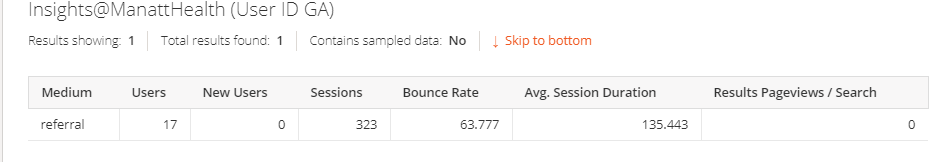 Insights@ManattHealth (User ID GA)
Results showing: 1 Total results found: 1 Contains sampled data: No ↓ Skip to bottom
Medium Users New Users Sessions Bounce Rate Avg. Session Duration Results Pageviews / Search
referral 17 0 323 63.777 135.443 0